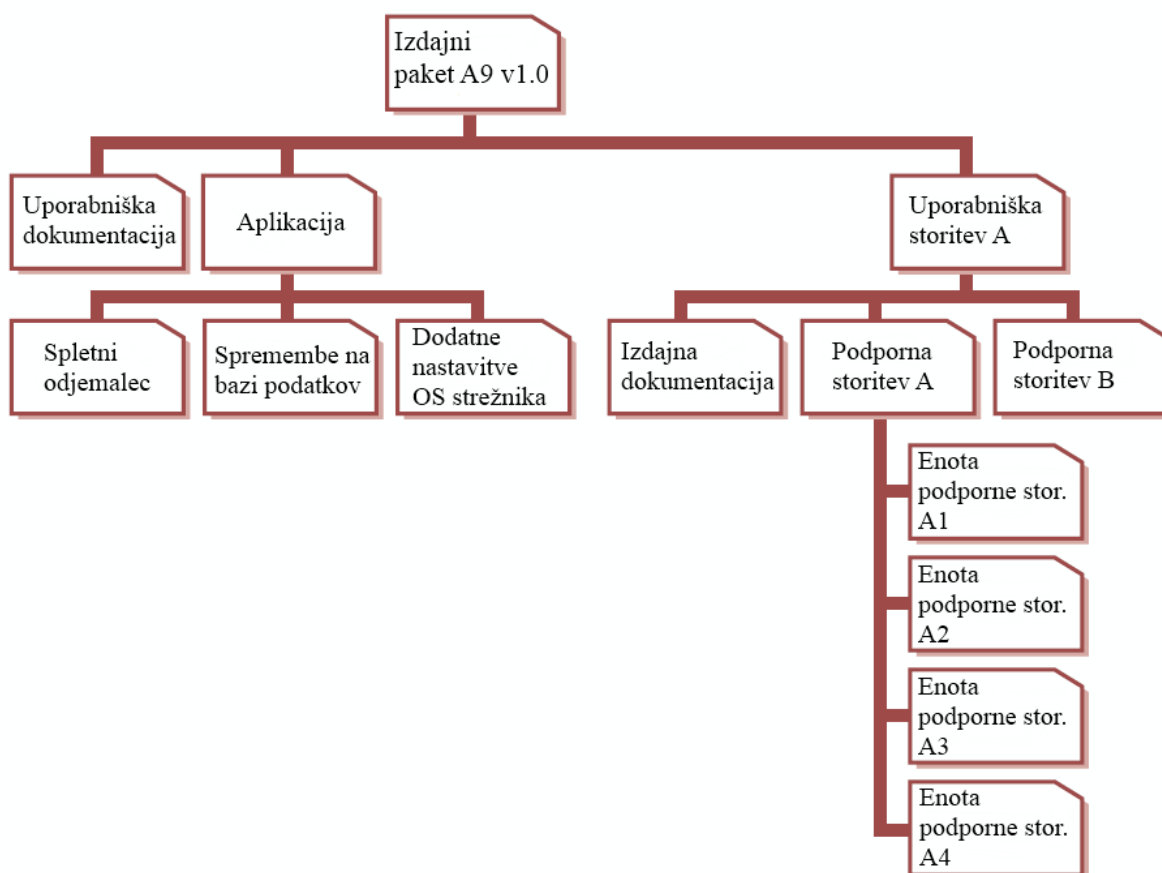 Izdajni
paket A9 v1.0
Uporabniška
dokumentacija
Aplikacija
Uporabniška
storitev A
Spletni
odjemalec
Spremembe na
bazi podatkov
Dodatne
nastavitve
OS strežnika
Izdajna
dokumentacija
Podporna
storitev A
Podporna
storitev B
Enota
podporne stor.
A1
Enota
podporne stor.
A2
Enota
podporne stor.
A3
Enota
podporne stor.
A4